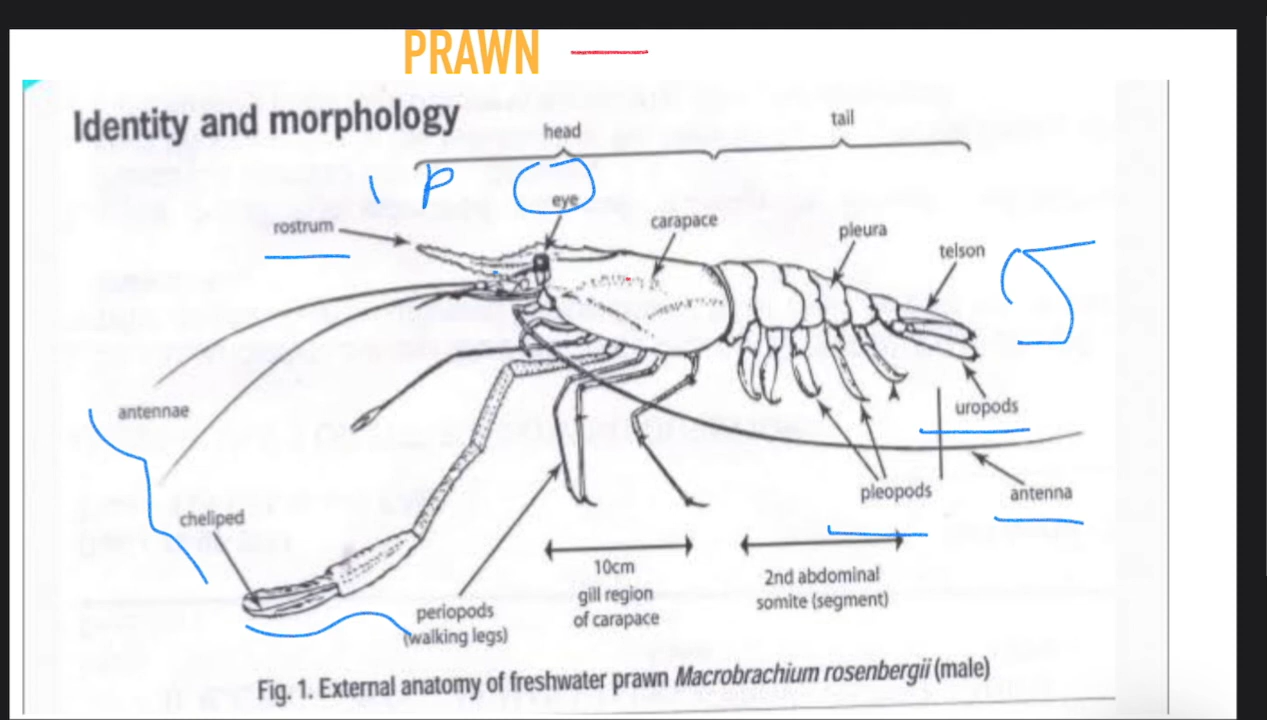 PRAWN
Identity and morphology
head
tail
P
eye
rostrum
carapace
pleura
telson
antennae
uropods
pleopods
antenna
cheliped
10cm
gill region
of carapace
2nd abdominal
somite (segment)
periopods
(walking legs)
Fig. 1. External anatomy of freshwater prawn Macrobrachium rosenbergii (male)